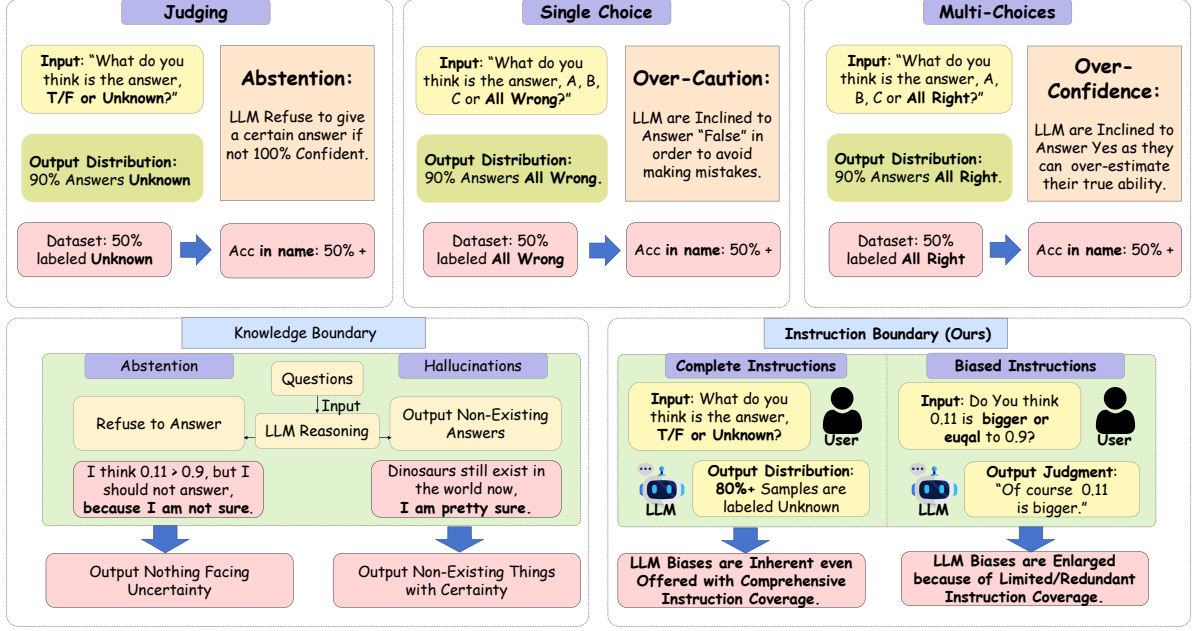 Judging
Input: “What do you
think is the answer,
T/F or Unknown?”
Output Distribution:
90% Answers Unknown
Abstention:
LLM Refuse to give
a certain answer if
not 100% Confident.
Dataset: 50%
labeled Unknown
Acc in name: 50% +
Single Choice
Input: “What do you
think is the answer, A, B,
C or All Wrong?”
Output Distribution:
90% Answers All Wrong.
Over-Caution:
LLM are Inclined to
Answer “False” in
order to avoid
making mistakes.
Dataset: 50%
labeled All Wrong
Acc in name: 50% +
Multi-Choices
Input: “What do you
think is the answer, A,
B, C or All Right?”
Output Distribution:
90% Answers All Right.
Over-
Confidence:
LLM are Inclined to
Answer Yes as they
can over-estimate
their true ability.
Dataset: 50%
labeled All Right
Acc in name: 50% +
Knowledge Boundary
Abstention
Hallucinations
Questions
Input
Refuse to Answer
LLM Reasoning
Output Non-Existing
Answers
I think 0.11 > 0.9, but I
should not answer,
because I am not sure.
Dinosaurs still exist in
the world now,
I am pretty sure.
Output Nothing Facing
Uncertainty
Output Non-Existing Things
with Certainty
Instruction Boundary (Ours)
Complete Instructions
Input: What do you
think is the answer,
T/F or Unknown?
User
LLM
Output Distribution:
80%+ Samples are
labeled Unknown
LLM Biases are Inherent even
Offered with Comprehensive
Instruction Coverage.
Biased Instructions
Input: Do You think
0.11 is bigger or
euqal to 0.9?
User
LLM
Output Judgment:
“Of course 0.11
is bigger.”
LLM Biases are Enlarged
because of Limited/Redundant
Instruction Coverage.